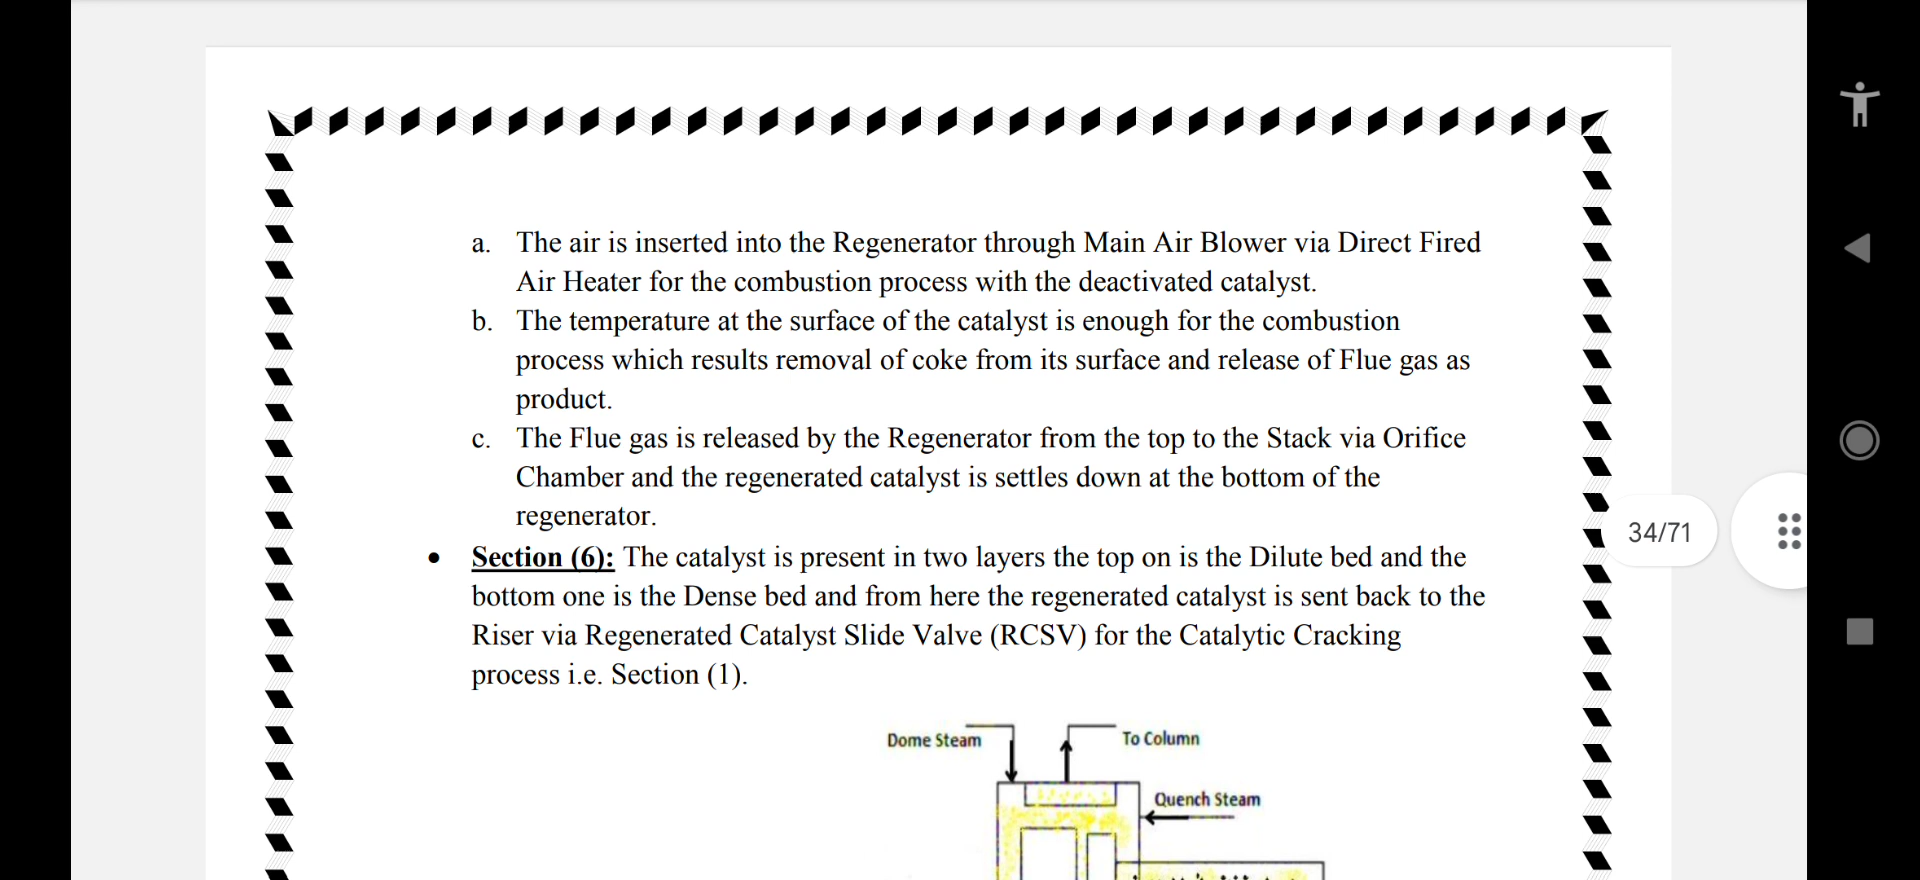 a. The air is inserted into the Regenerator through Main Air Blower via Direct Fired
Air Heater for the combustion process with the deactivated catalyst.
b. The temperature at the surface of the catalyst is enough for the combustion
process which results removal of coke from its surface and release of Flue gas as
product.
c. The Flue gas is released by the Regenerator from the top to the Stack via Orifice
Chamber and the regenerated catalyst is settles down at the bottom of the
regenerator.
34/71
• Section (6): The catalyst is present in two layers the top on is the Dilute bed and the
bottom one is the Dense bed and from here the regenerated catalyst is sent back to the
Riser via Regenerated Catalyst Slide Valve (RCSV) for the Catalytic Cracking
process i.e. Section (1).
Dome Steam
To Column
Quench Steam